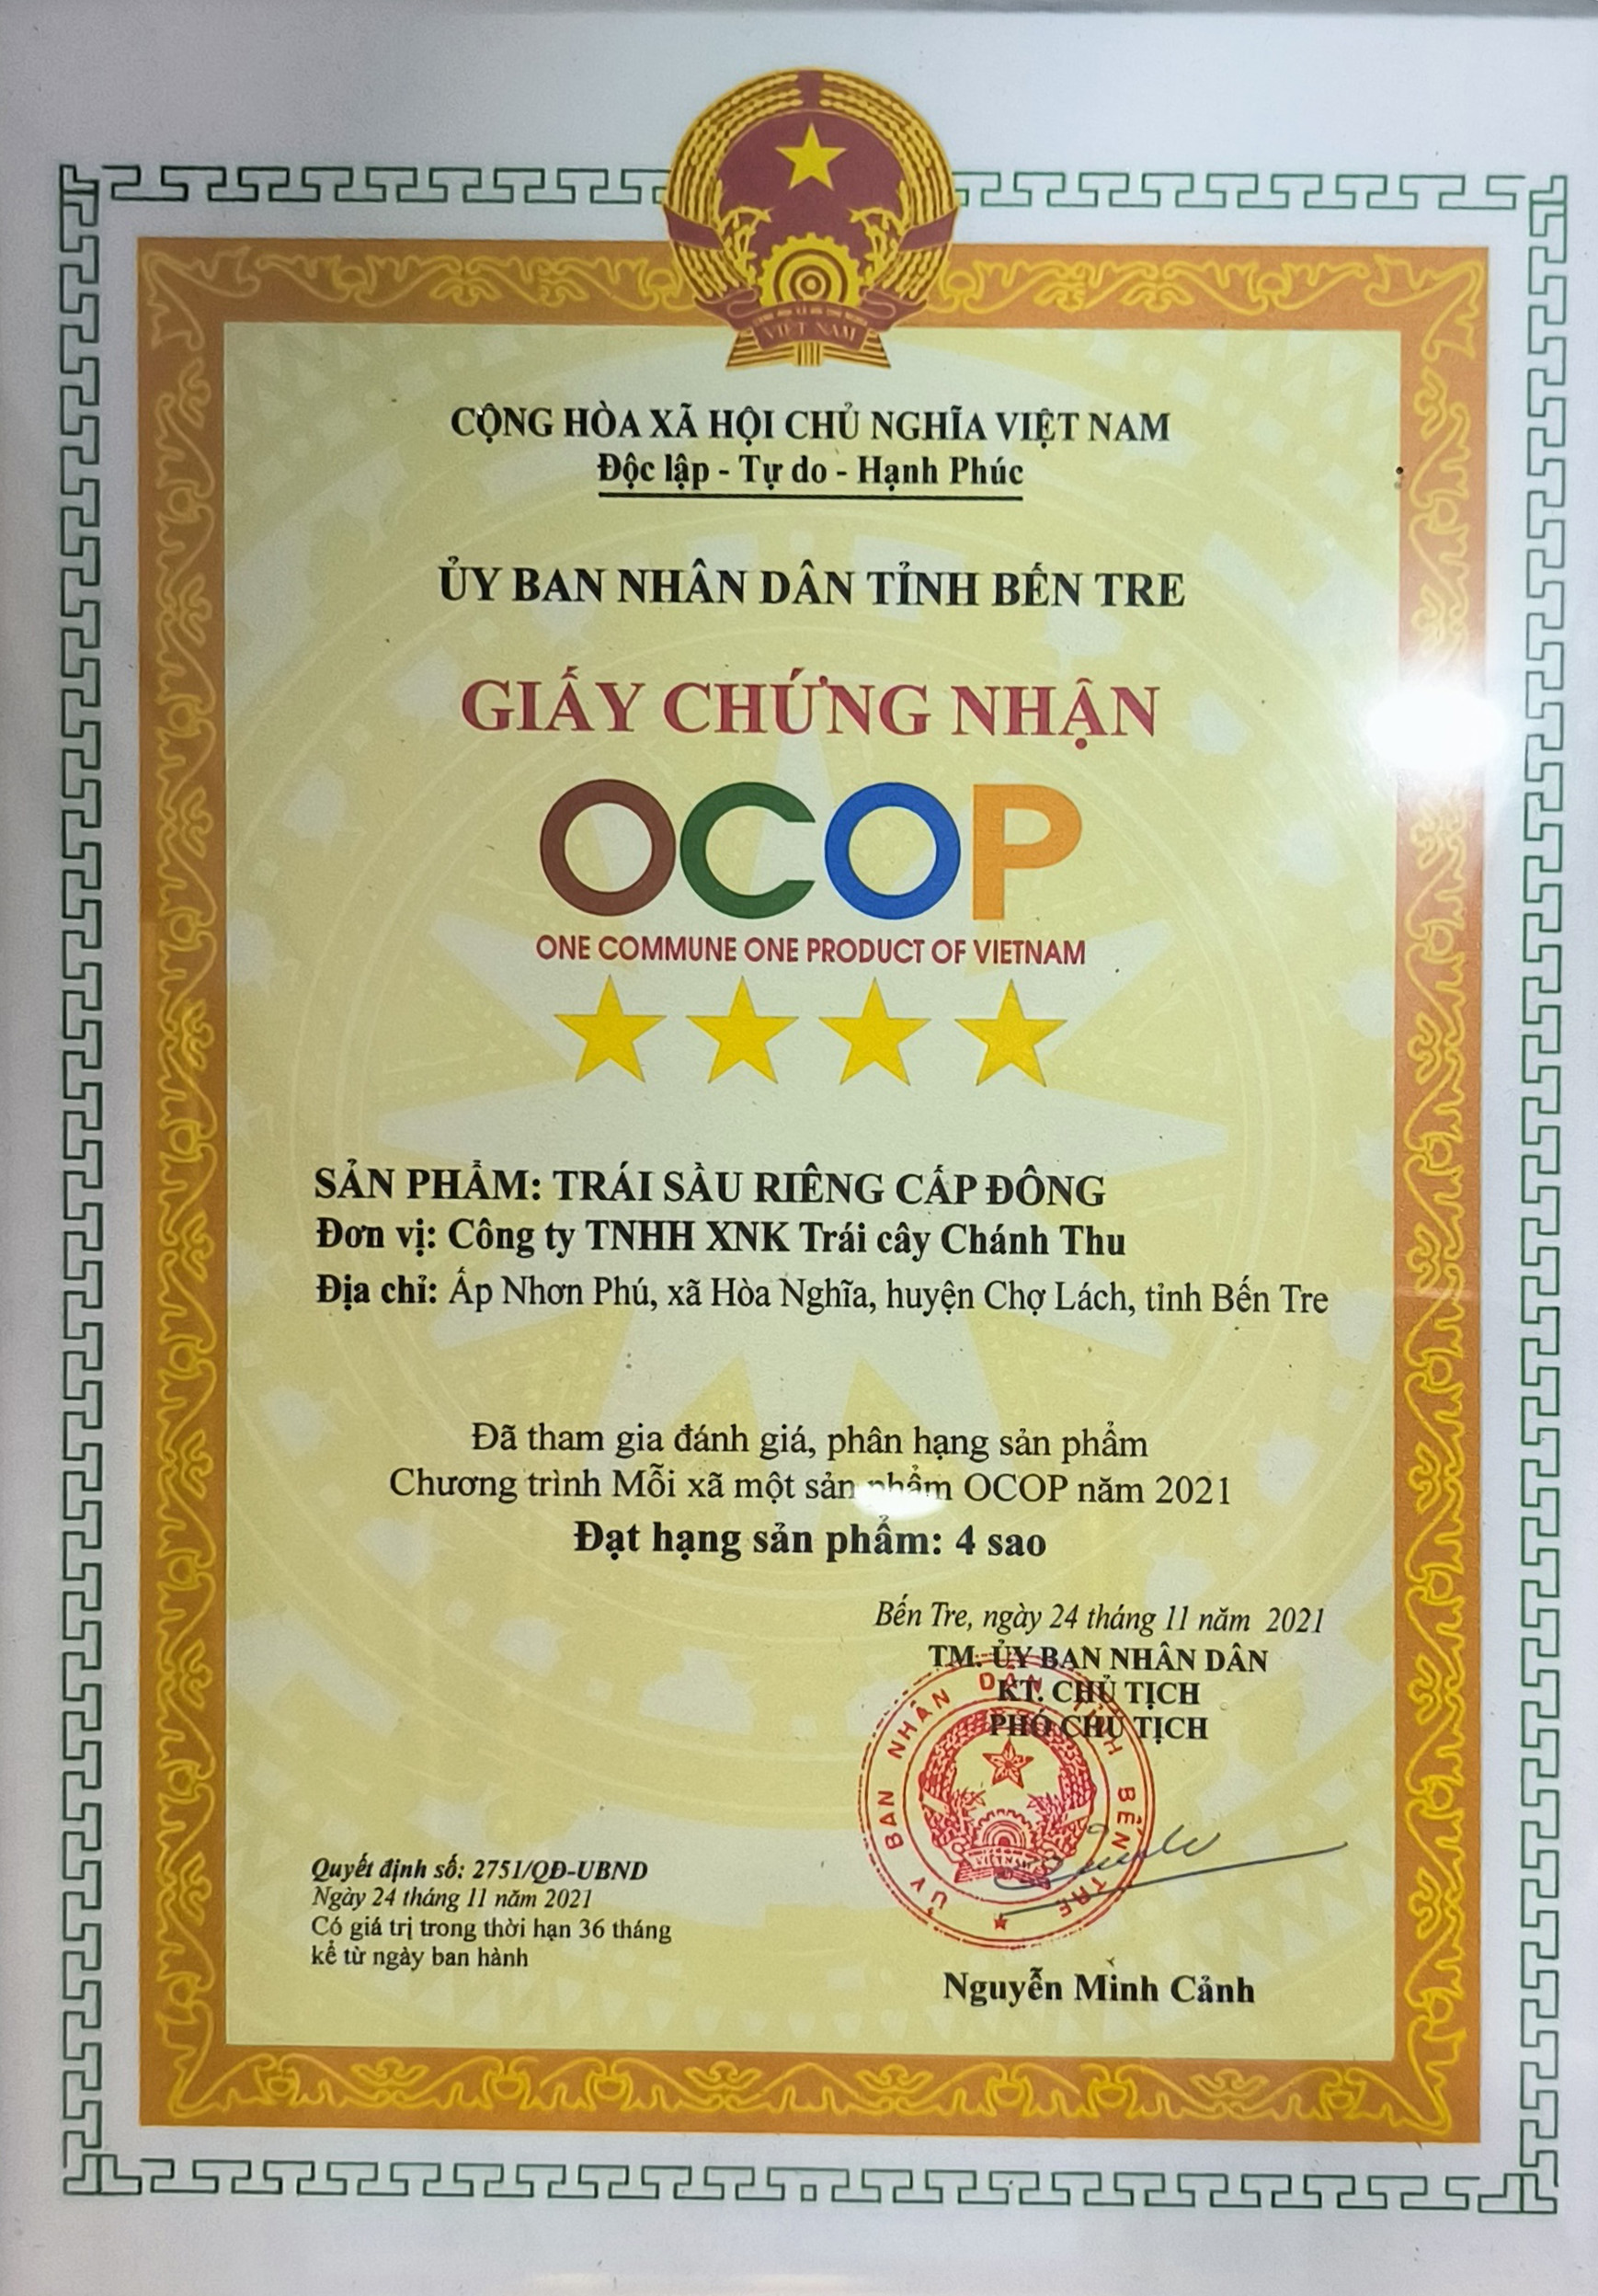 VIỆT NAM
CỘNG HÒA XÃ HỘI CHỦ NGHĨA VIỆT NAM
Độc lập - Tự do - Hạnh Phúc
ỦY BAN NHÂN DÂN TỈNH BẾN TRE
GIẤY CHỨNG NHẬN
OCOP
ONE COMMUNE ONE PRODUCT OF VIETNAM
SẢN PHẨM: TRÁI SẦU RIÊNG CẤP ĐÔNG
Đơn vị: Công ty TNHH XNK Trái cây Chánh Thu
Địa chỉ: Ấp Nhơn Phú, xã Hòa Nghĩa, huyện Chợ Lách, tỉnh Bến Tre
Đã tham gia đánh giá, phân hạng sản phẩm
Chương trình Mỗi xã một sản phẩm OCOP năm 2021
Đạt hạng sản phẩm: 4 sao
Bến Tre, ngày 24 tháng 11 năm 2021
TM. ỦY BAN NHÂN DÂN
KT. CHỦ TỊCH
PHÓ CHỦ TỊCH
ỦY BAN NHÂN DÂN TỈNH BẾN TRE
VIỆT NAM
Quyết định số: 2751/QĐ-UBND
Ngày 24 tháng 11 năm 2021
Có giá trị trong thời hạn 36 tháng
kể từ ngày ban hành
Nguyễn Minh Cảnh